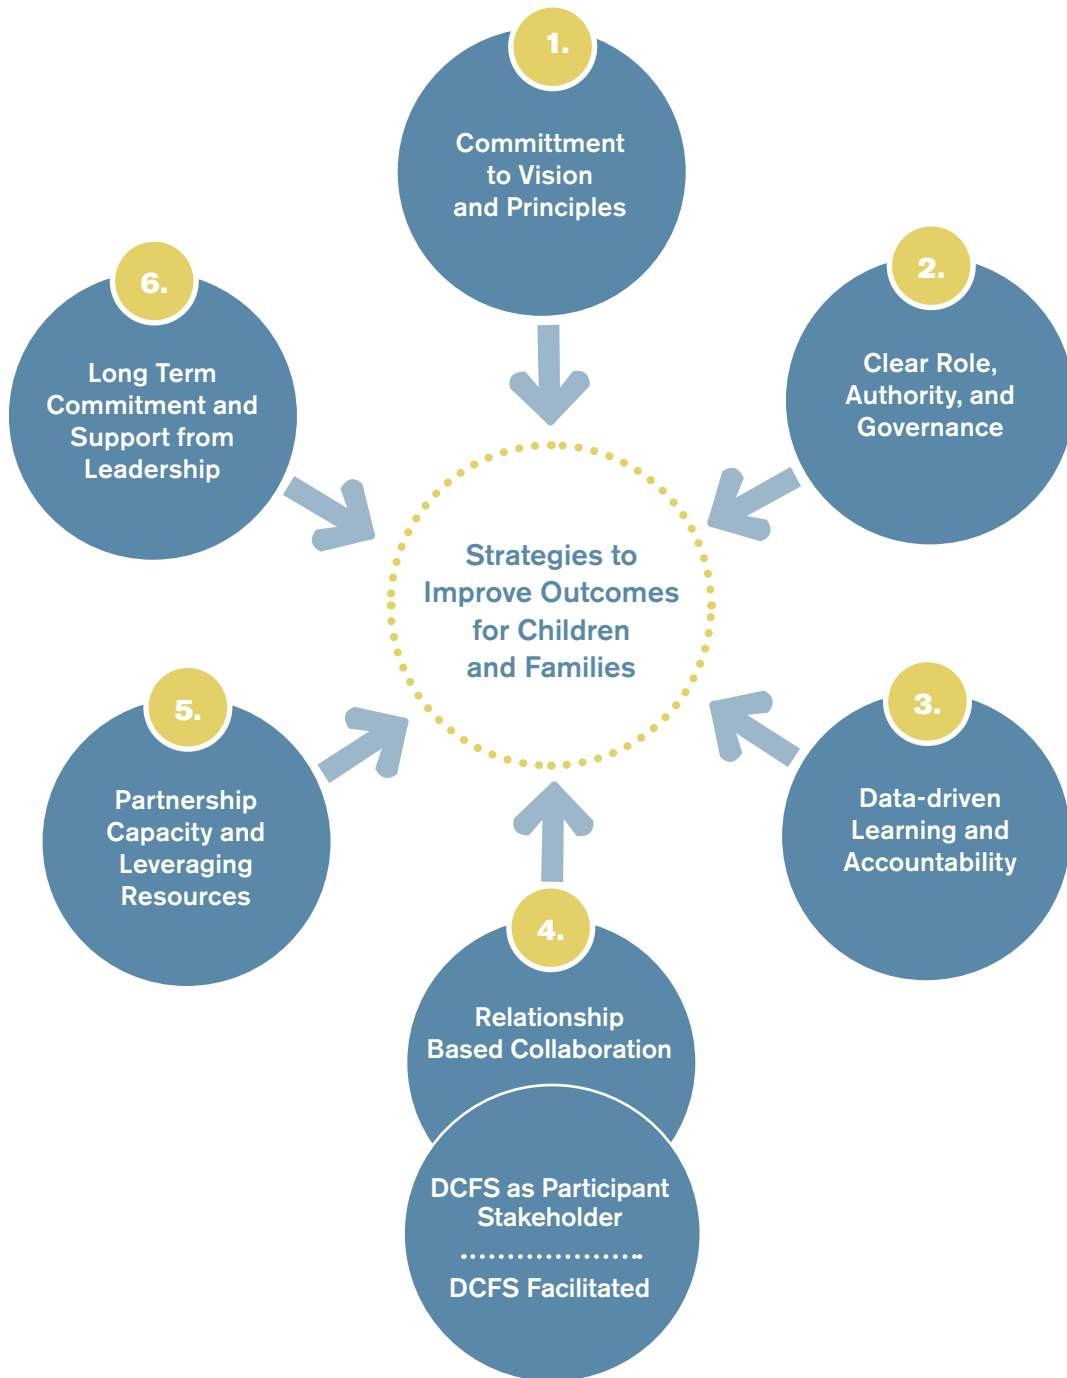 1.
Committment
to Vision
and Principles
2.
Clear Role,
Authority, and
Governance
3.
Data-driven
Learning and
Accountability
4.
Relationship
Based Collaboration
DCFS as Participant
Stakeholder
DCFS Facilitated
5.
Partnership
Capacity and
Leveraging
Resources
6.
Long Term
Commitment and
Support from
Leadership
Strategies to
Improve Outcomes
for Children
and Families